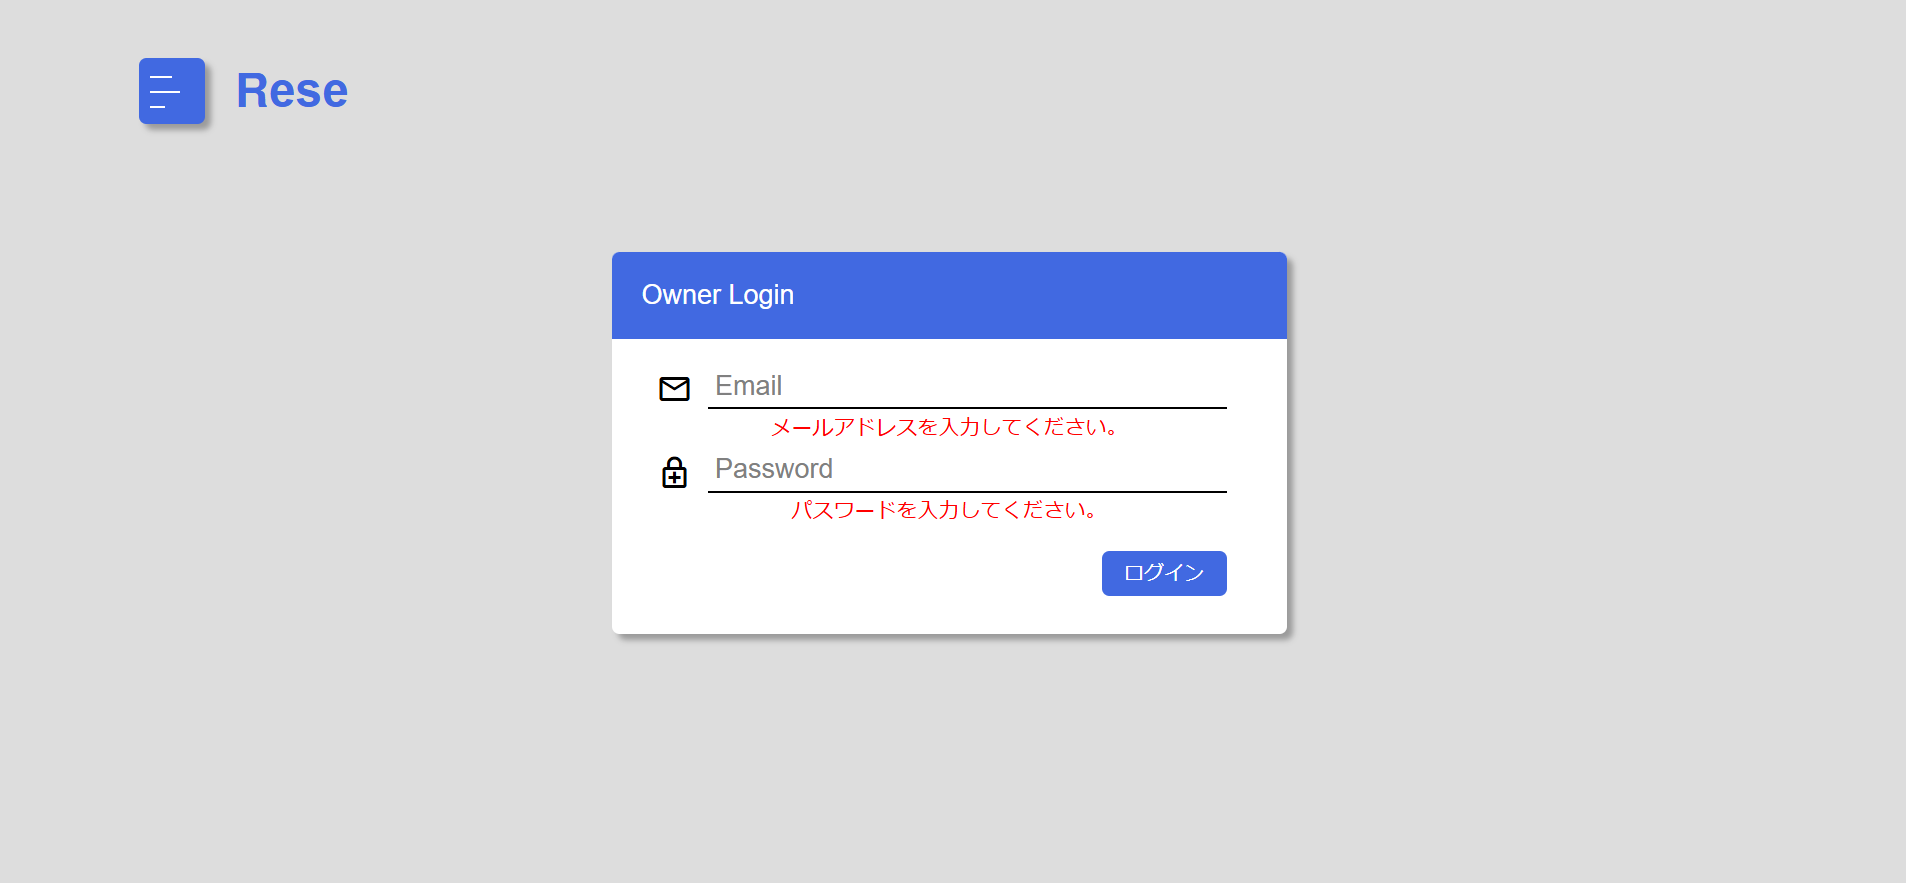 Rese
Owner Login
Email
メールアドレスを入力してください。
Password
パスワードを入力してください。
ログイン